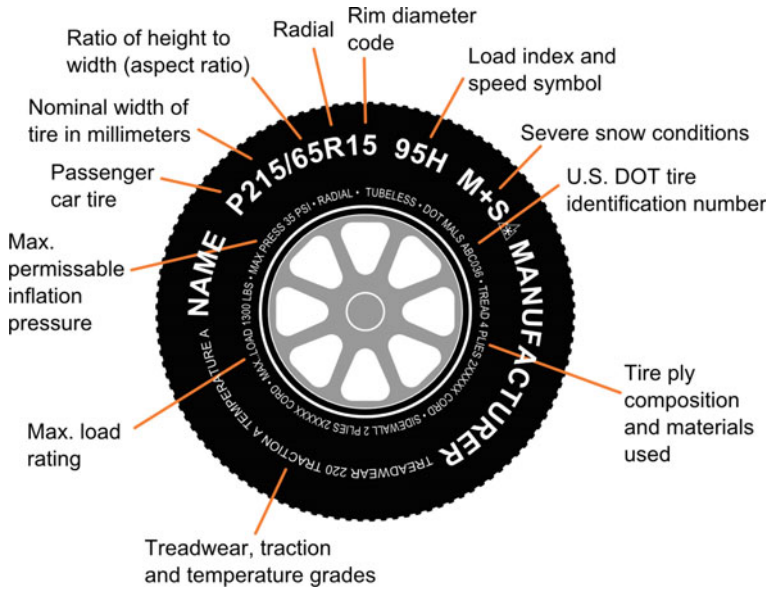 Ratio of height to
width (aspect ratio)
Radial
Rim diameter
code
Load index and
speed symbol
Nominal width of
tire in millimeters
Severe snow conditions
Passenger
car tire
U.S. DOT tire
identification number
Max.
permissable
inflation
pressure
Max. load
rating
Tire ply
composition
and materials
used
Treadwear, traction
and temperature grades
NAME P215/65R15 95H M+S MANUFACTURER
TREADWEAR 220 TRACTION A TEMPERATURE A
MAX. LOAD 1300 LBS • MAX PRESS 35 PSI • RADIAL • TUBELESS • DOT MALS ABC036 • TREAD 4 PLIES 2XXXXX CORD • SIDEWALL 2 PLIES 2XXXXX CORD •